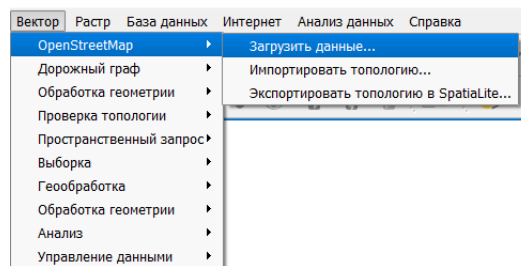 Вектор Растр База данных Интернет Анализ данных Справка
OpenStreetMap Загрузить данные...
Дорожный граф Импортировать топологию...
Обработка геометрии Экспортировать топологию в SpatiaLite...
Проверка топологии
Пространственный запрос
Выборка
Геообработка
Обработка геометрии
Анализ
Управление данными